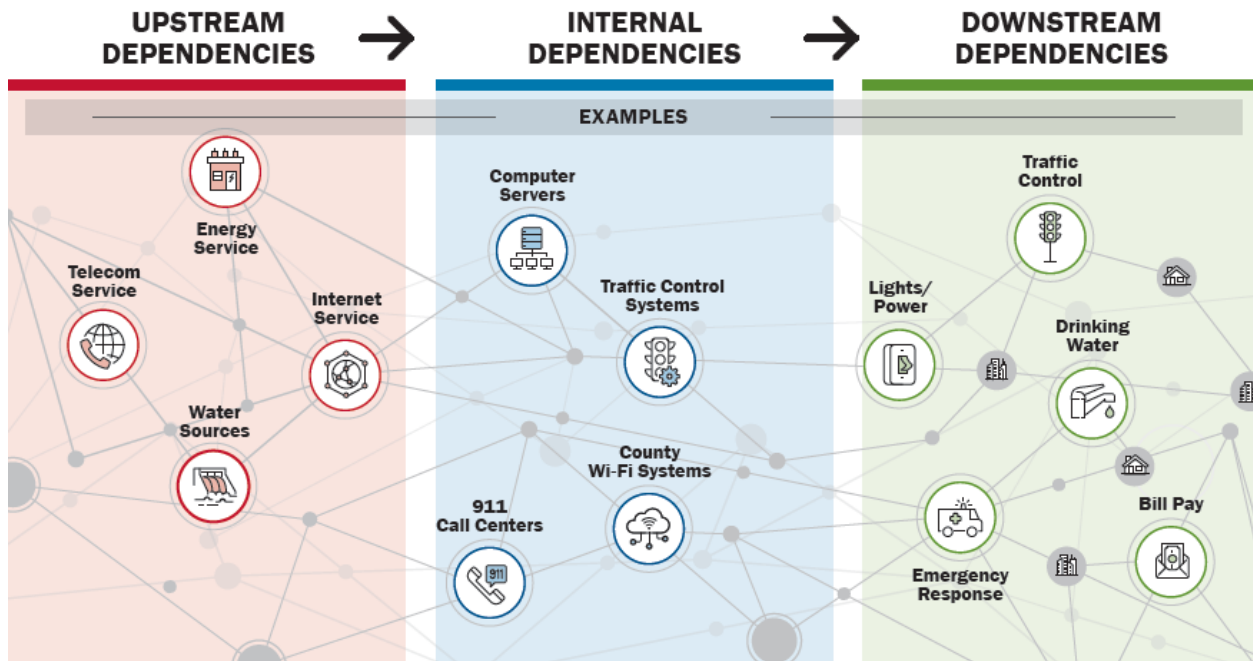 UPSTREAM
DEPENDENCIES
INTERNAL
DEPENDENCIES
DOWNSTREAM
DEPENDENCIES
EXAMPLES
Energy
Service
Telecom
Service
Internet
Service
Water
Sources
Computer
Servers
Traffic Control
Systems
County
Wi-Fi Systems
911
Call Centers
911
Traffic
Control
Lights/
Power
Drinking
Water
Bill Pay
Emergency
Response